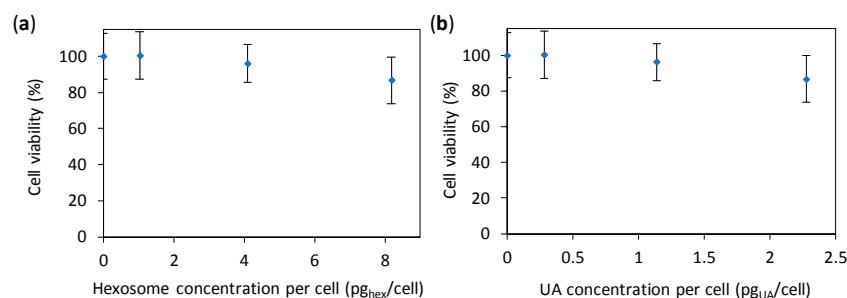 (a)
100
80
60
40
20
0
0 2 4 6 8
Cell viability (%)
Hexosome concentration per cell (pghex/cell)
(b)
120
100
80
60
40
20
0
0 0.5 1 1.5 2 2.5
Cell viability (%)
UA concentration per cell (pgUA/cell)